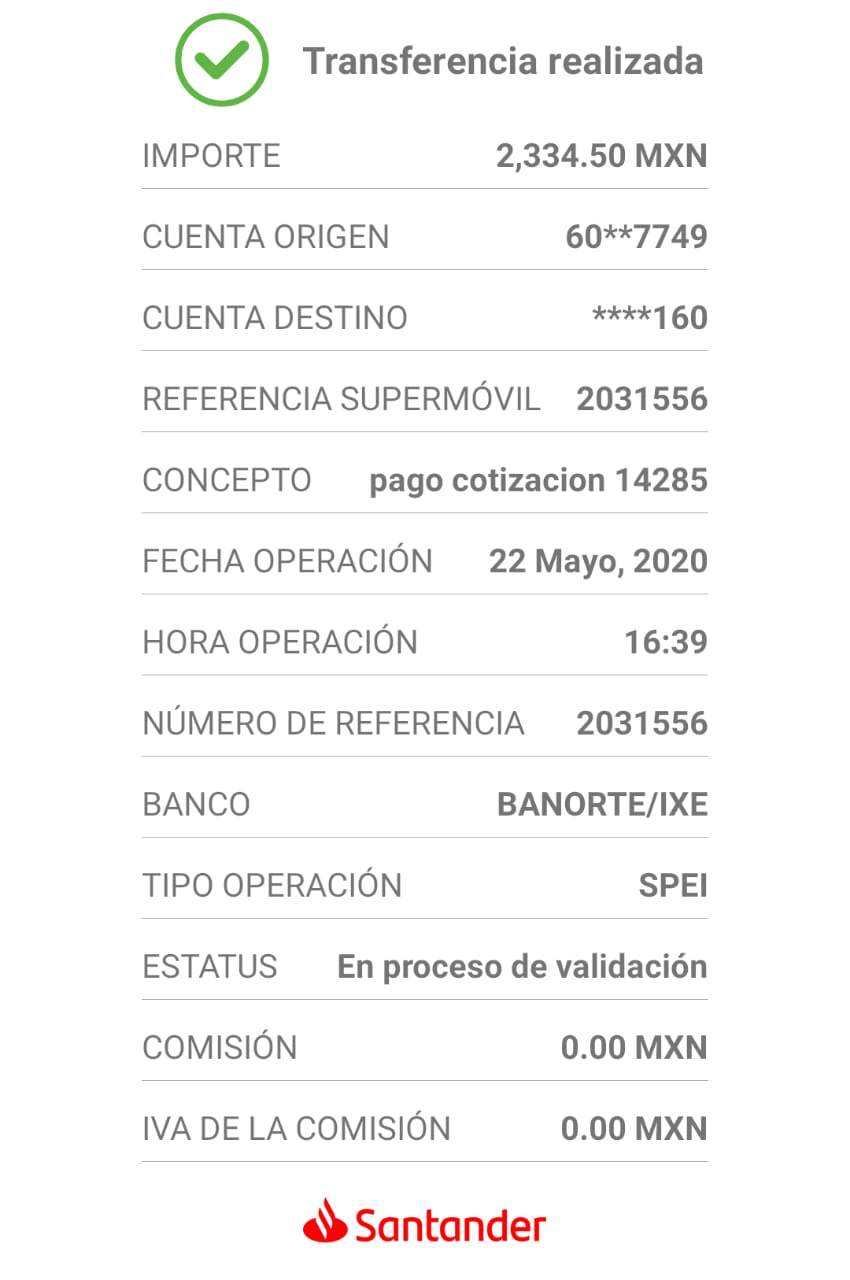 Transferencia realizada
IMPORTE 2,334.50 MXN
CUENTA ORIGEN 60**7749
CUENTA DESTINO ****160
REFERENCIA SUPERMÓVIL 2031556
CONCEPTO pago cotizacion 14285
FECHA OPERACIÓN 22 Mayo, 2020
HORA OPERACIÓN 16:39
NÚMERO DE REFERENCIA 2031556
BANCO BANORTE/IXE
TIPO OPERACIÓN SPEI
ESTATUS En proceso de validación
COMISIÓN 0.00 MXN
IVA DE LA COMISIÓN 0.00 MXN
Santander